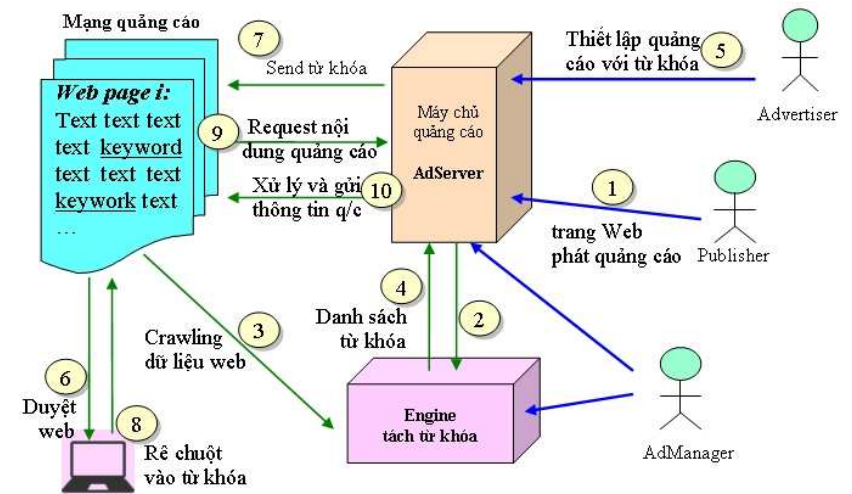 Mạng quảng cáo
Web page i:
Text text text
text keyword
text text text
keywork text
...
7
Send từ khóa
9
Request nội
dung quảng cáo
Xử lý và gửi
thông tin q/c
10
Máy chủ
quảng cáo
AdServer
Thiết lập quảng
cáo với từ khóa
5
Advertiser
1
trang Web
phát quảng cáo
Publisher
4
Danh sách
từ khóa
2
3
Crawling
dữ liệu web
6
Duyệt
web
8
Rê chuột
vào từ khóa
Engine
tách từ khóa
AdManager